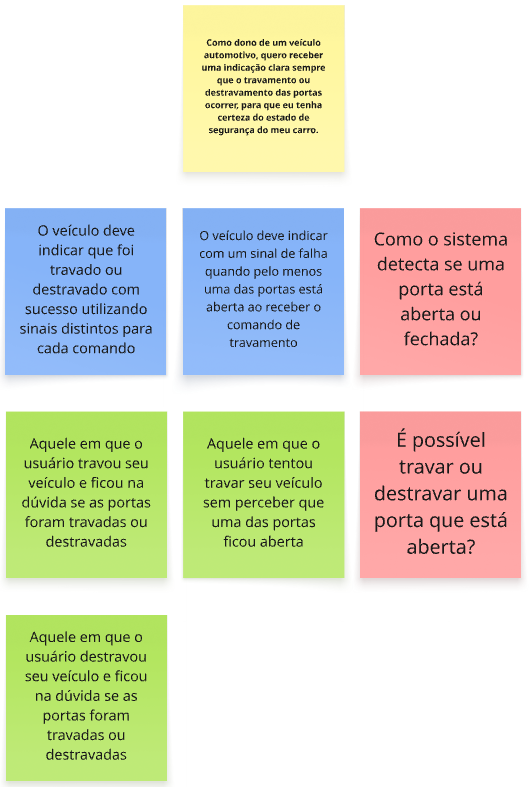 Como dono de um veículo
automotivo, quero receber
uma indicação clara sempre
que o travamento ou
destravamento das portas
ocorrer, para que eu tenha
certeza do estado de
segurança do meu carro.
O veículo deve
indicar que foi
travado ou
destravado com
sucesso utilizando
sinais distintos para
cada comando
O veículo deve indicar
com um sinal de falha
quando pelo menos
uma das portas está
aberta ao receber o
comando de
travamento
Como o sistema
detecta se uma
porta está
aberta ou
fechada?
Aquele em que o
usuário travou seu
veículo e ficou na
dúvida se as portas
foram travadas ou
destravadas
Aquele em que o
usuário tentou
travar seu veículo
sem perceber que
uma das portas
ficou aberta
É possível
travar ou
destravar uma
porta que está
aberta?
Aquele em que o
usuário destravou
seu veículo e ficou
na dúvida se as
portas foram
travadas ou
destravadas